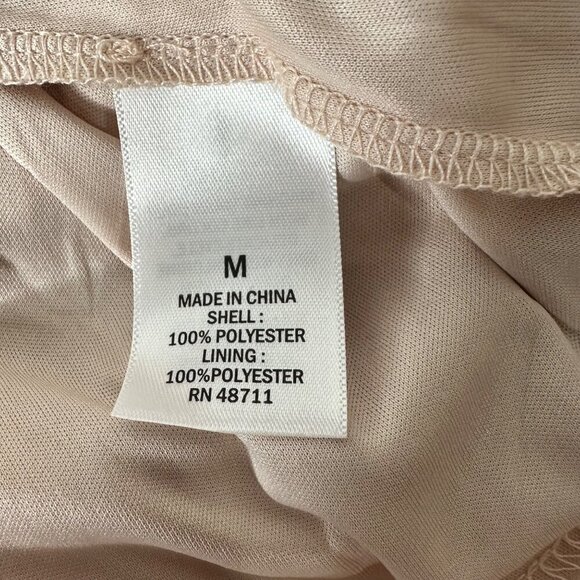 M
MADE IN CHINA
SHELL :
100% POLYESTER
LINING :
100%POLYESTER
RN 48711